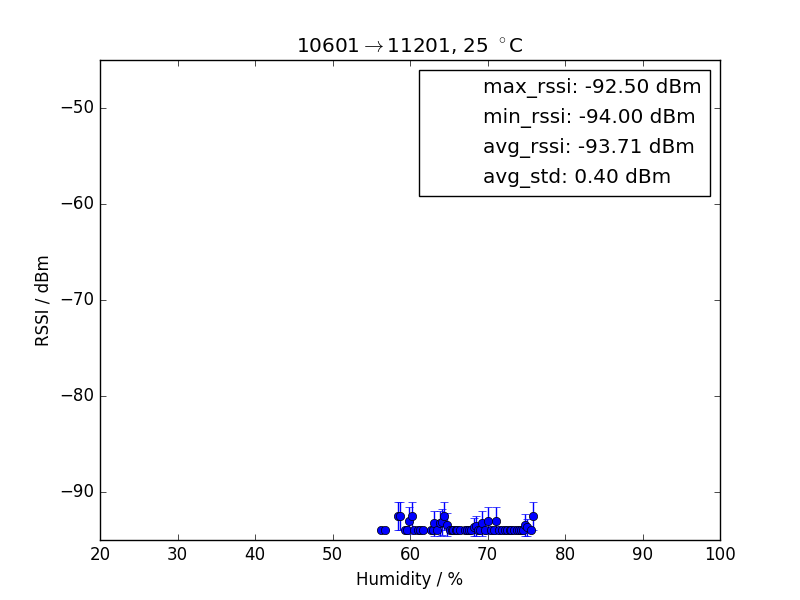 10601→11201, 25 °C
max_rssi: -92.50 dBm
min_rssi: -94.00 dBm
avg_rssi: -93.71 dBm
avg_std: 0.40 dBm
RSSI / dBm
−50
−60
−70
−80
−90
20 30 40 50 60 70 80 90 100
Humidity / %